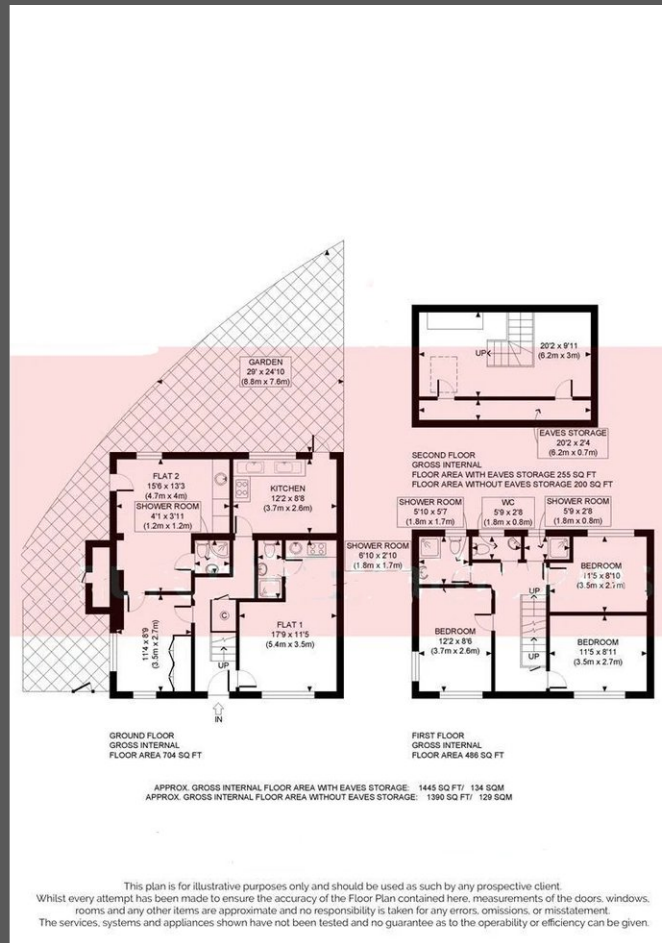 GARDEN
29' x 24'10
(8.8m x 7.6m)
FLAT 2
15'6 x 13'3
(4.7m x 4m)
SHOWER ROOM
4'1 x 3'11
(1.2m x 1.2m)
KITCHEN
12'2 x 8'8
(3.7m x 2.6m)
SHOWER ROOM
6'10 x 2'10
(1.8m x 1.7m)
11'4 x 8'9
(3.5m x 2.7m)
C
UP
FLAT 1
17'9 x 11'5
(5.4m x 3.5m)
IN
GROUND FLOOR
GROSS INTERNAL
FLOOR AREA 704 SQ FT
UP
20'2 x 9'11
(6.2m x 3m)
EAVES STORAGE
20'2 x 2'4
(6.2m x 0.7m)
SECOND FLOOR
GROSS INTERNAL
FLOOR AREA WITH EAVES STORAGE 255 SQ FT
FLOOR AREA WITHOUT EAVES STORAGE 200 SQ FT
SHOWER ROOM
5'10 x 5'7
(1.8m x 1.7m)
WC
5'9 x 2'8
(1.8m x 0.8m)
SHOWER ROOM
5'9 x 2'8
(1.8m x 0.8m)
BEDROOM
11'5 x 8'10
(3.5m x 2.7m)
UP
BEDROOM
12'2 x 8'6
(3.7m x 2.6m)
BEDROOM
11'5 x 8'11
(3.5m x 2.7m)
UP
FIRST FLOOR
GROSS INTERNAL
FLOOR AREA 486 SQ FT
APPROX. GROSS INTERNAL FLOOR AREA WITH EAVES STORAGE: 1445 SQ FT/ 134 SQM
APPROX. GROSS INTERNAL FLOOR AREA WITHOUT EAVES STORAGE: 1390 SQ FT/ 129 SQM
This plan is for illustrative purposes only and should be used as such by any prospective client.
Whilst every attempt has been made to ensure the accuracy of the Floor Plan contained here, measurements of the doors, windows,
rooms and any other items are approximate and no responsibility is taken for any errors, omissions, or misstatement.
The services, systems and appliances shown have not been tested and no guarantee as to the operability or efficiency can be given.